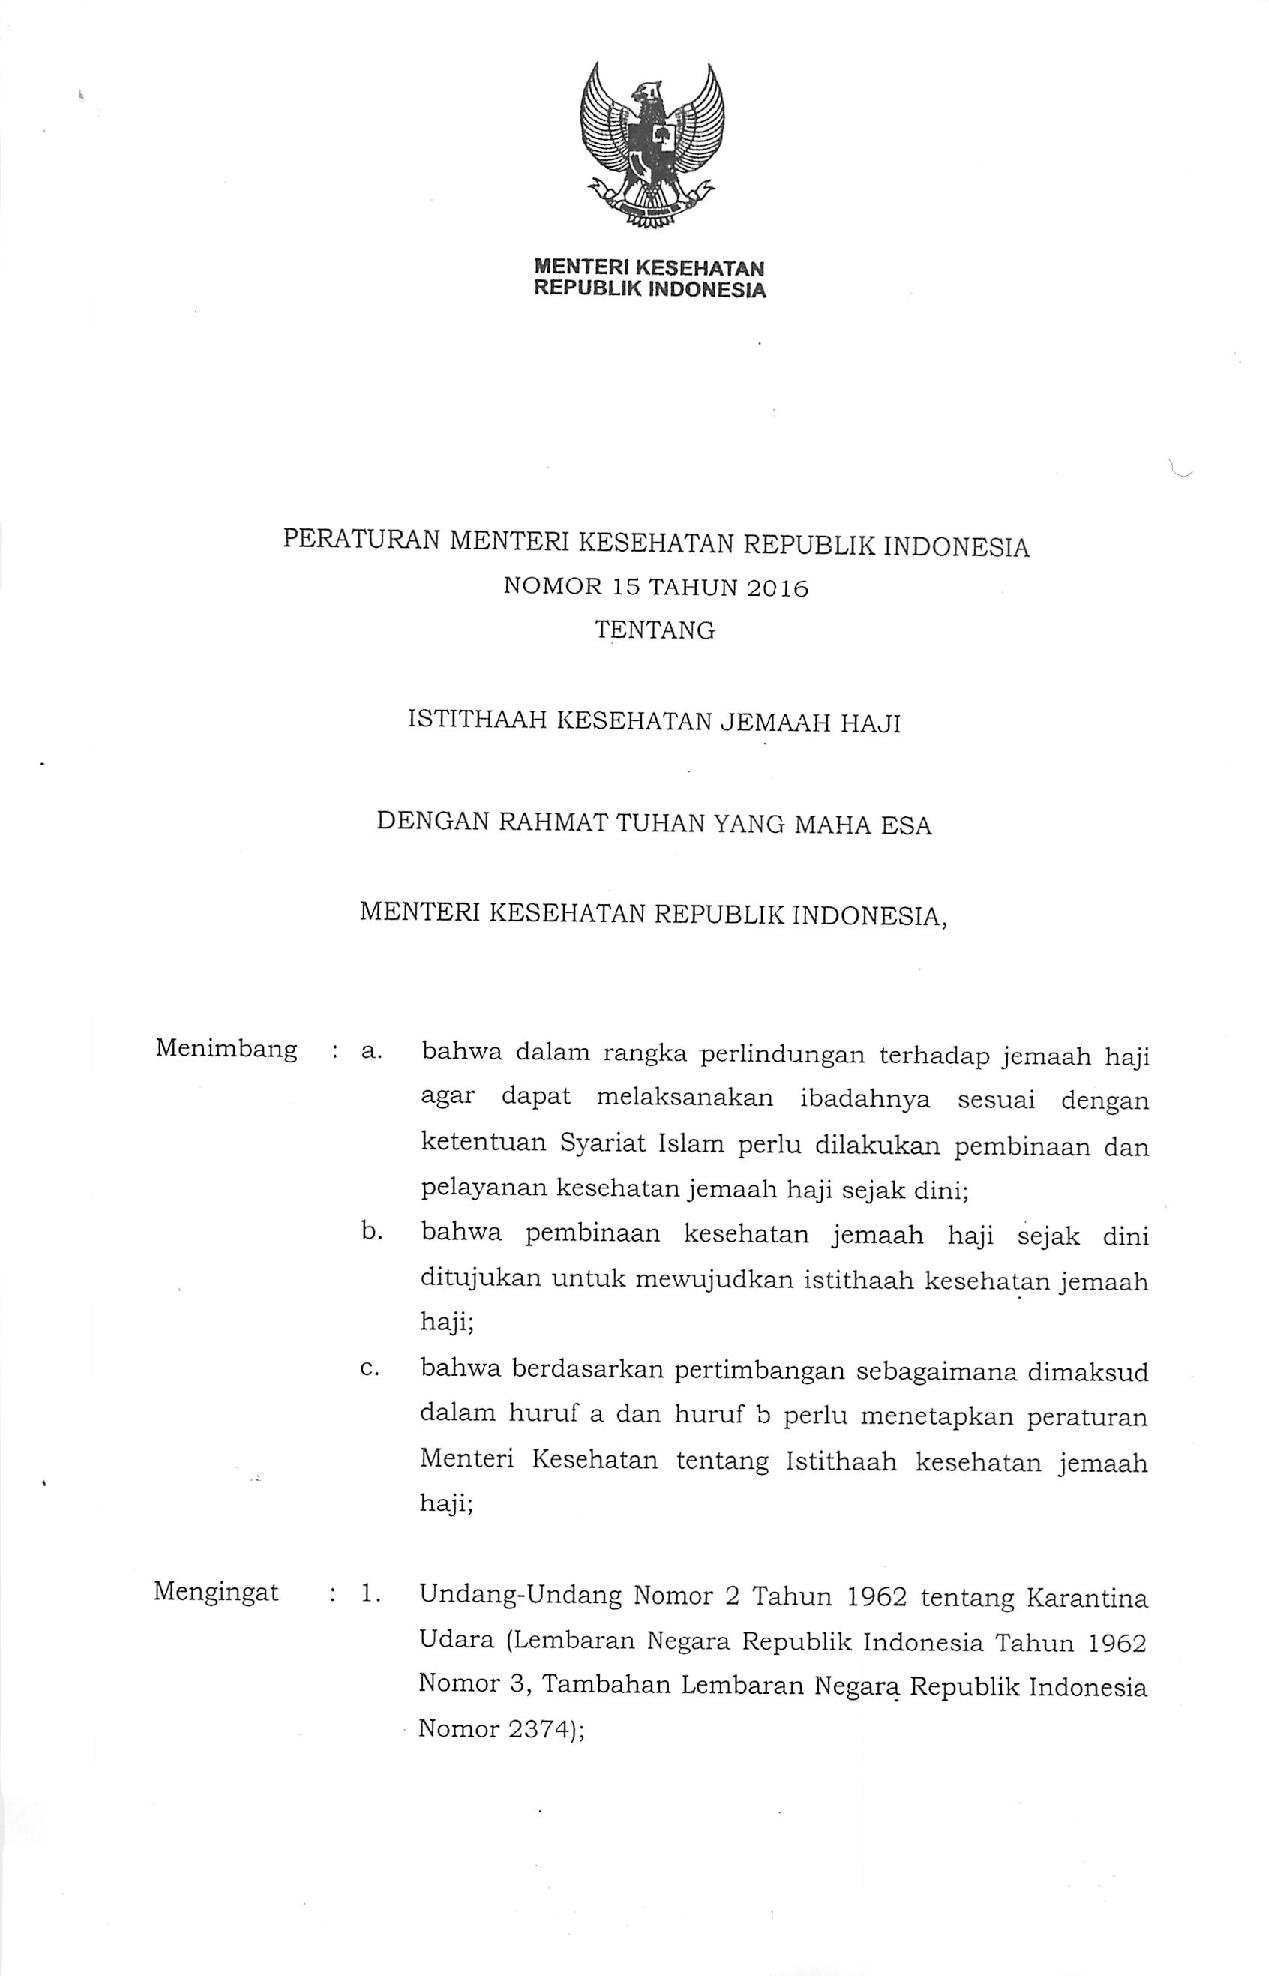 MENTERI KESEHATAN
REPUBLIK INDONESIA
PERATURAN MENTERI KESEHATAN REPUBLIK INDONESIA
NOMOR 15 TAHUN 2016
TENTANG
ISTITHAAH KESEHATAN JEMAAH HAJI
DENGAN RAHMAT TUHAN YANG MAHA ESA
MENTERI KESEHATAN REPUBLIK INDONESIA,
Menimbang : a. bahwa dalam rangka perlindungan terhadap jemaah haji
agar dapat melaksanakan ibadahnya sesuai dengan
ketentuan Syariat Islam perlu dilakukan pembinaan dan
pelayanan kesehatan jemaah haji sejak dini;
b. bahwa pembinaan kesehatan jemaah haji sejak dini
ditujukan untuk mewujudkan istithaah kesehatan jemaah
haji;
c. bahwa berdasarkan pertimbangan sebagaimana dimaksud
dalam huruf a dan huruf b perlu menetapkan peraturan
Menteri Kesehatan tentang Istithaah kesehatan jemaah
haji;
Mengingat : 1. Undang-Undang Nomor 2 Tahun 1962 tentang Karantina
Udara (Lembaran Negara Republik Indonesia Tahun 1962
Nomor 3, Tambahan Lembaran Negara Republik Indonesia
Nomor 2374);